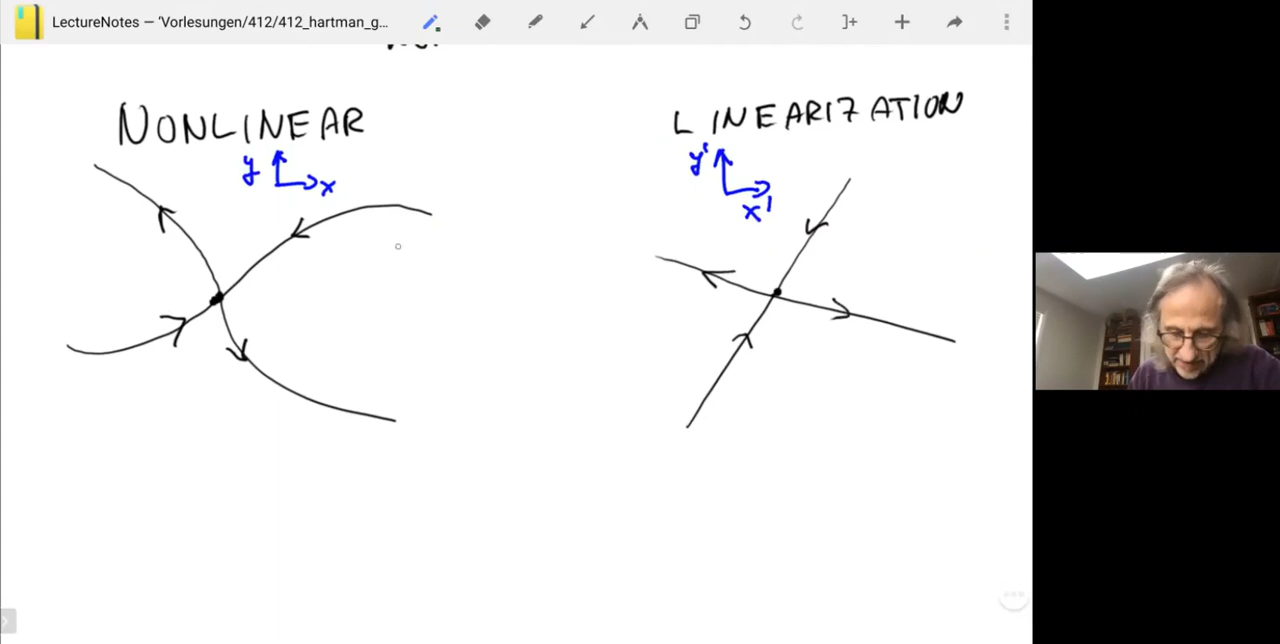 LectureNotes — 'Vorlesungen/412/412_hartman_g...
NONLINEAR
LINEARIZATION
y
x
y'
x'